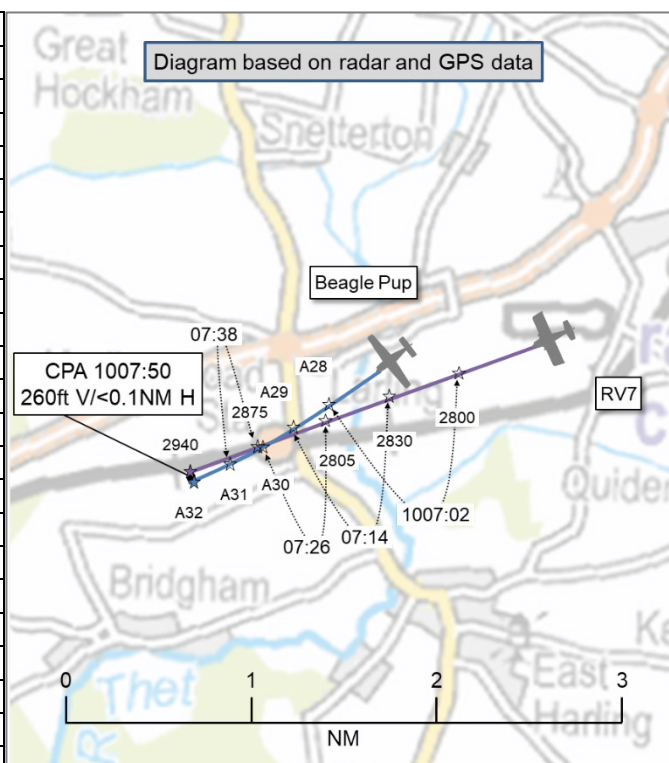 Diagram based on radar and GPS data
Great
Hockham
Snetterton
Beagle Pup
07:38
CPA 1007:50
260ft V/<0.1NM H
A28
A29
2875
2940
2800
RV7
2830
2805
A31
A30
A32
1007:02
07:14
07:26
Quiden
Bridgham
East
Harling
R Thet
0
1
2
3
NM